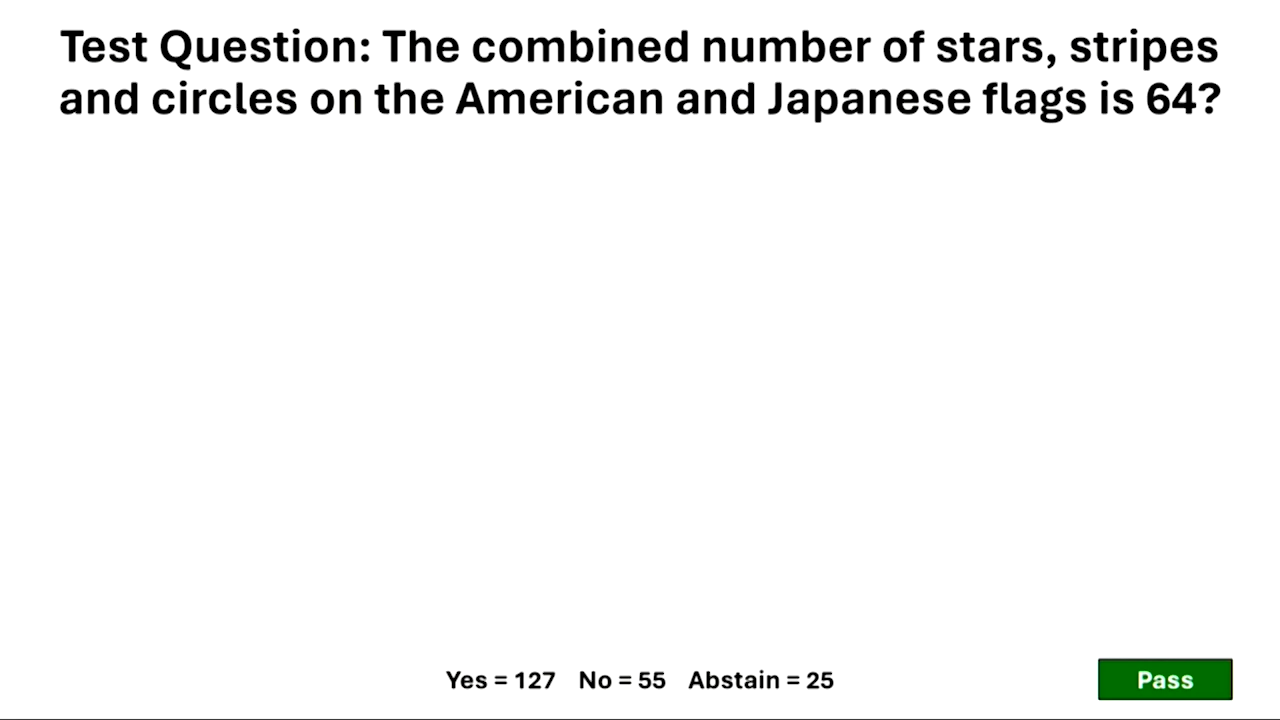 Test Question: The combined number of stars, stripes
and circles on the American and Japanese flags is 64?
Yes = 127 No = 55 Abstain = 25
Pass